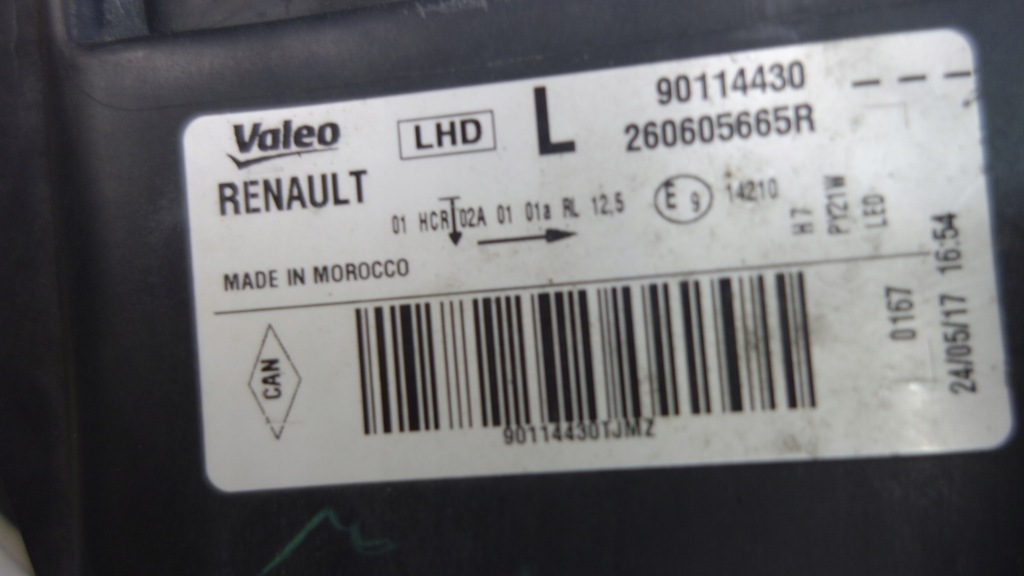 Valeo LHD L 90114430 — — —
RENAULT 260605665R
01 HCR 02A 01 01a RL 12,5 E 9 14210
H7
PY21W
LED
MADE IN MOROCCO
CAN
0167
24/05/17 16:54
901144301JMZ